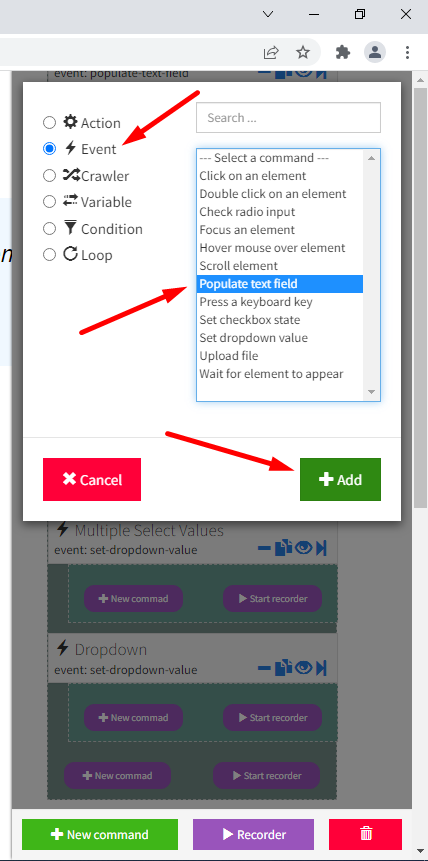 event: populate-text-field
Action
Event
Crawler
Variable
Condition
Loop
Search ...
--- Select a command ---
Click on an element
Double click on an element
Check radio input
Focus an element
Hover mouse over element
Scroll element
Populate text field
Press a keyboard key
Set checkbox state
Set dropdown value
Upload file
Wait for element to appear
Cancel
Add
Multiple Select Values
event: set-dropdown-value
New commad
Start recorder
Dropdown
event: set-dropdown-value
New commad
Start recorder
New commad
Start recorder
New command
Recorder